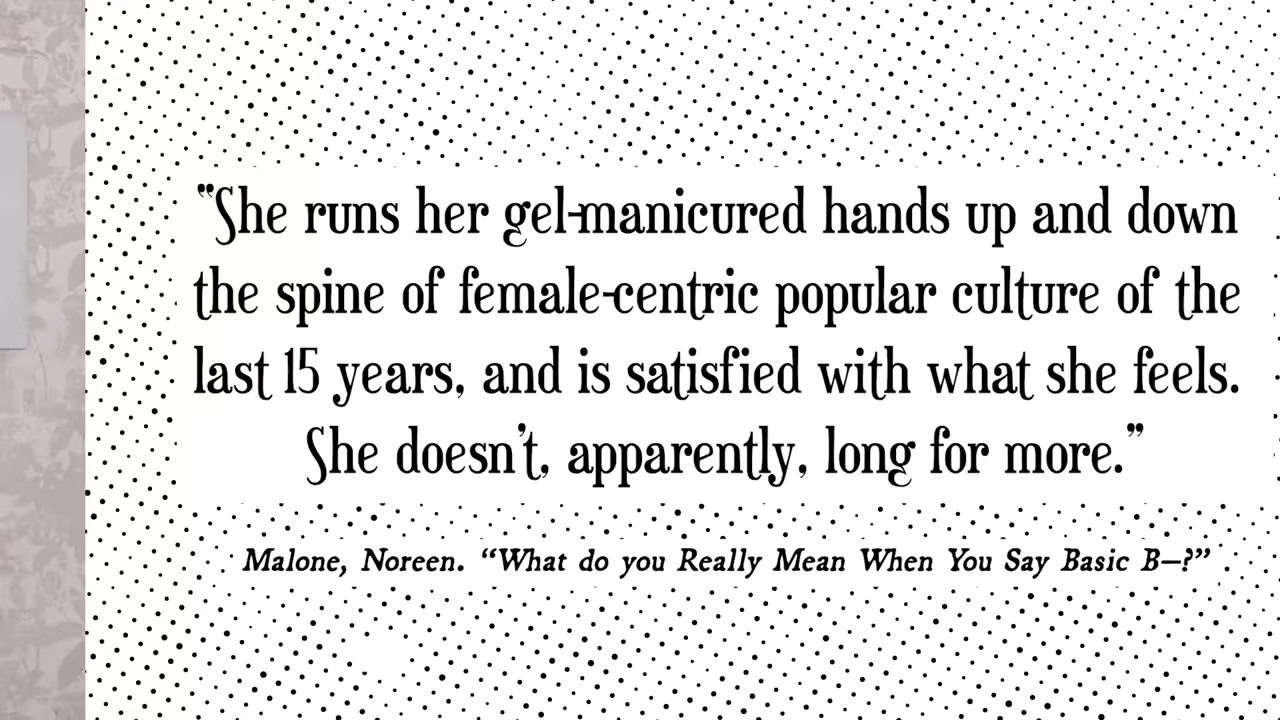 “She runs her gel-manicured hands up and down
the spine of female-centric popular culture of the
last 15 years, and is satisfied with what she feels.
She doesn’t, apparently, long for more.”
Malone, Noreen. “What do you Really Mean When You Say Basic B—?”